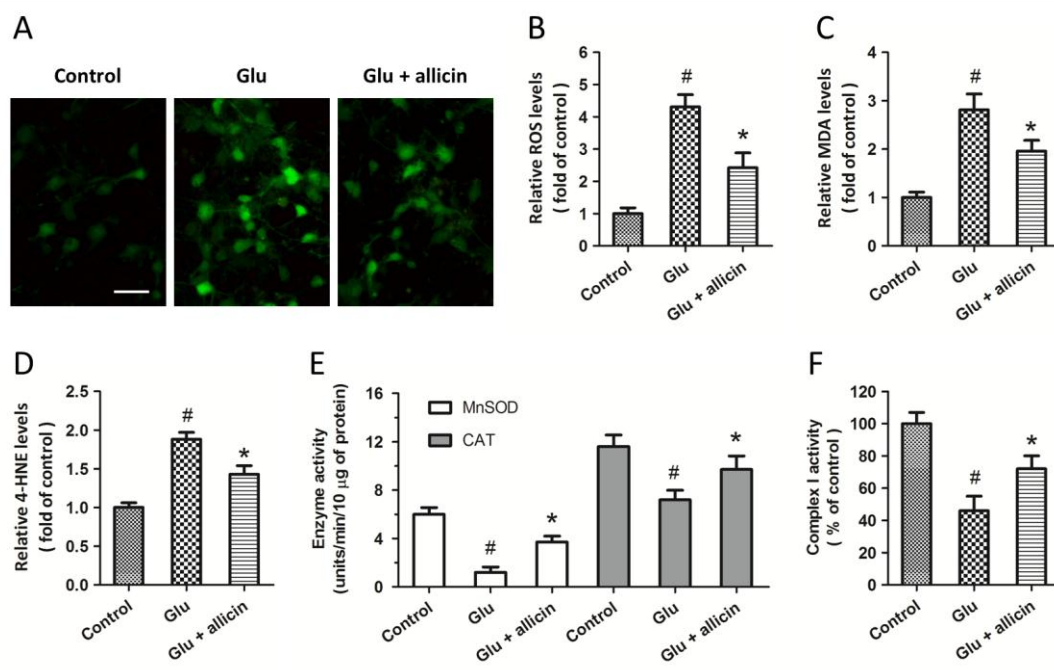 A
Control
Glu
Glu + allicin
B
Relative ROS levels
( fold of control )
6
5
4
3
2
1
0
#
*
Control
Glu
Glu + allicin
C
Relative MDA levels
( fold of control )
4
3
2
1
0
#
*
Control
Glu
Glu + allicin
D
Relative 4-HNE levels
( fold of control )
2.5
2.0
1.5
1.0
0.5
0.0
#
*
Control
Glu
Glu + allicin
E
Enzyme activity
(units/min/10 μg of protein)
16
12
8
4
0
MnSOD
CAT
#
*
#
*
Control
Glu
Glu + allicin
Control
Glu
Glu + allicin
F
Complex I activity
( % of control )
120
100
80
60
40
20
0
#
*
Control
Glu
Glu + allicin